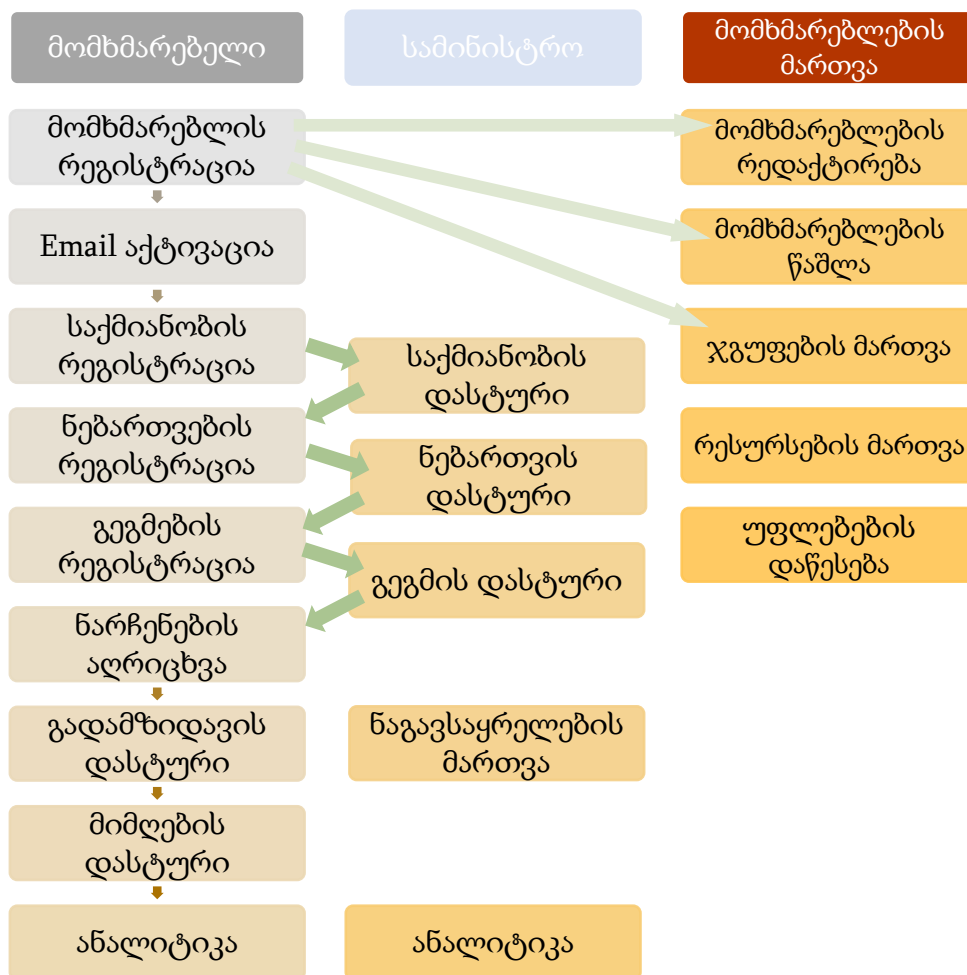 მომხმარებელი
სამინისტრო
მომხმარებლების
მართვა
მომხმარებლის
რეგისტრაცია
მომხმარებლების
რედაქტირება
Email აქტივაცია
მომხმარებლების
წაშლა
საქმიანობის
რეგისტრაცია
საქმიანობის
დასტური
ჯგუფების მართვა
ნებართვების
რეგისტრაცია
ნებართვის
დასტური
რესურსების მართვა
გეგმების
რეგისტრაცია
გეგმის დასტური
უფლებების
დაწესება
ნარჩენების
აღრიცხვა
გადამზიდავის
დასტური
ნაგავსაყრელების
მართვა
მიმღების
დასტური
ანალიტიკა
ანალიტიკა